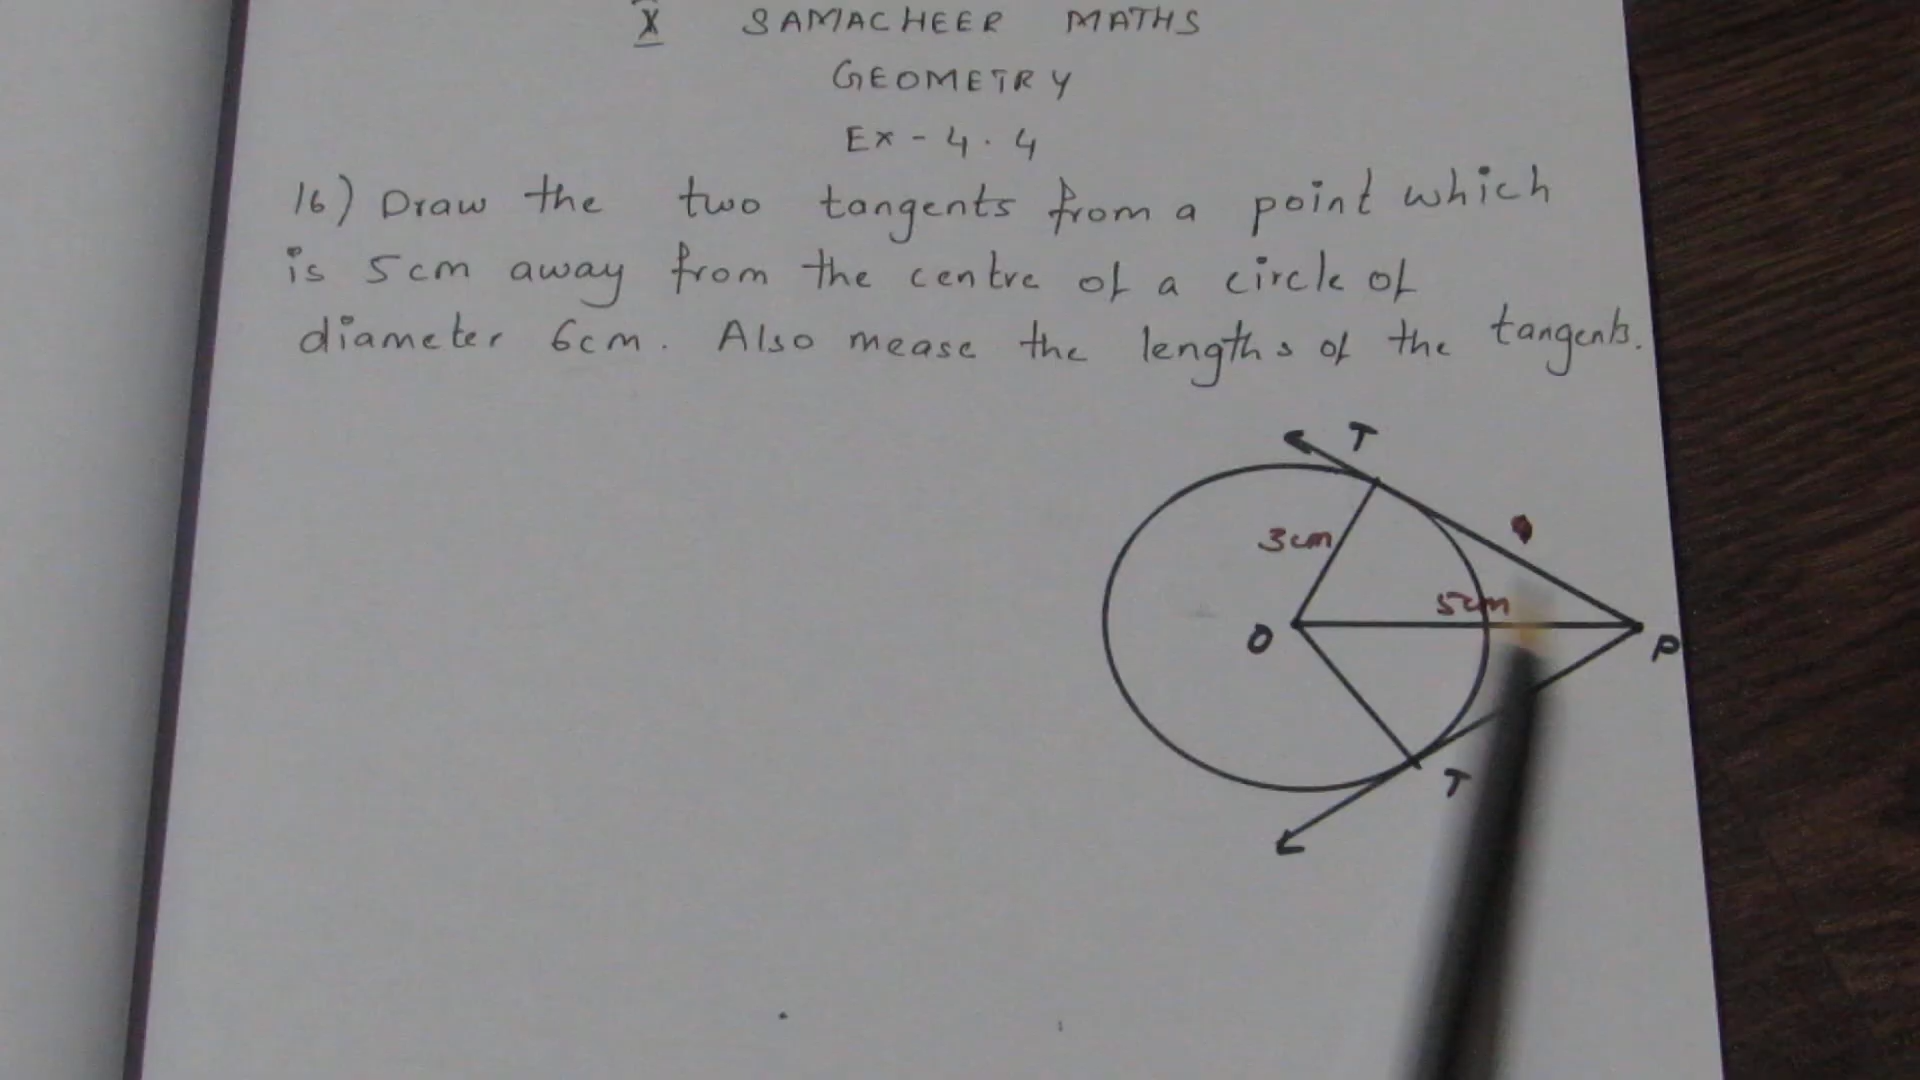 X SAMACHEER MATHS
GEOMETRY
Ex - 4.4
16) Draw the two tangents from a point which
is 5cm away from the centre of a circle of
diameter 6cm. Also mease the lengths of the tangents.
T
3cm
5cm
O
P
T